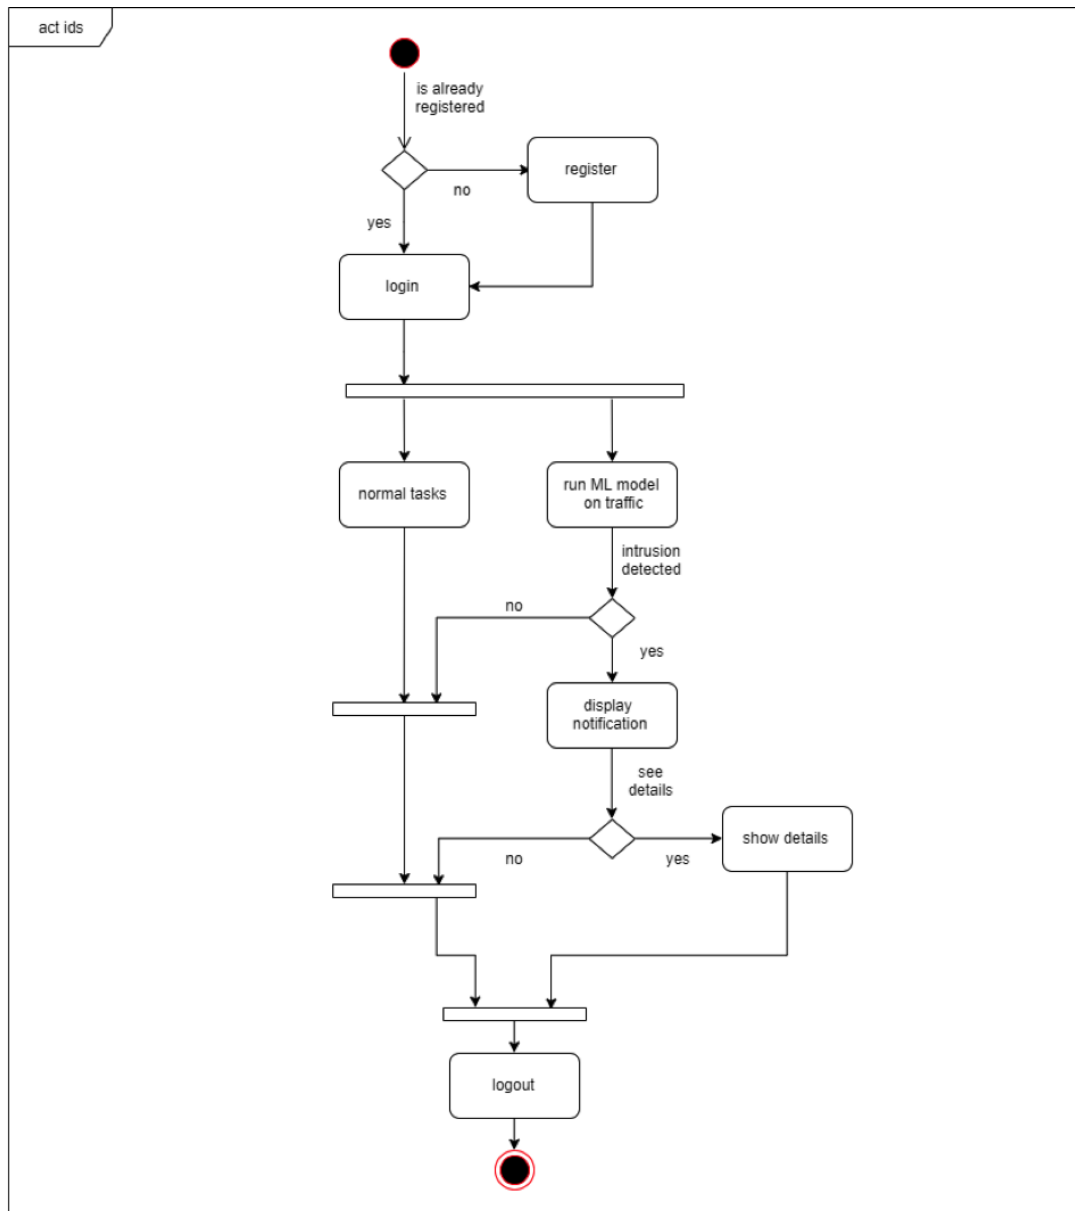 act ids
is already
registered
register
no
yes
login
normal tasks
run ML model
on traffic
intrusion
detected
no
yes
display
notification
see
details
show details
no
yes
logout